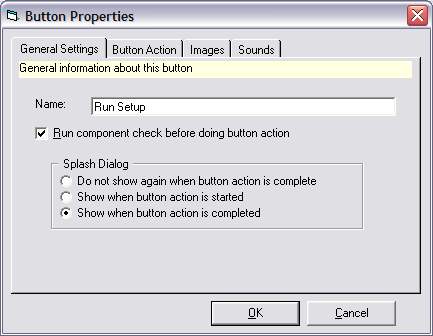 Button Properties
General Settings Button Action Images Sounds
General information about this button
Name: Run Setup
Run component check before doing button action
Splash Dialog
Do not show again when button action is complete
Show when button action is started
Show when button action is completed
OK Cancel